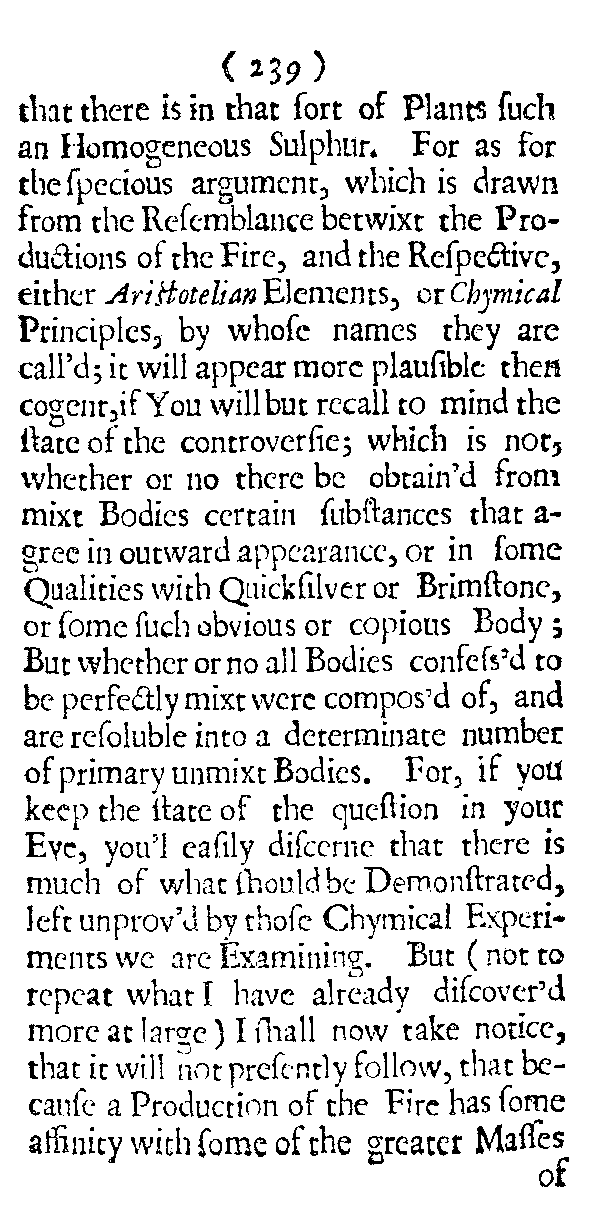 ( 239 )
that there is in that ſort of Plants ſuch
an Homogeneous Sulphur. For as for
the ſpecious argument, which is drawn
from the Reſemblance betwixt the Pro-
ductions of the Fire, and the Reſpective,
either Ariſtotelian Elements, or Chymical
Principles, by whoſe names they are
call'd; it will appear more plauſible then
cogent, if You will but recall to mind the
ſtate of the controverſie; which is not,
whether or no there be obtain'd from
mixt Bodies certain ſubſtances that a-
gree in outward appearance, or in ſome
Qualities with Quickſilver or Brimſtone,
or ſome ſuch obvious or copious Body;
But whether or no all Bodies confeſs'd to
be perfectly mixt were compos'd of, and
are reſoluble into a determinate number
of primary unmixt Bodies. For, if you
keep the ſtate of the queſtion in your
Eye, you'l eaſily diſcerne that there is
much of what ſhould be Demonſtrated,
left unprov'd by thoſe Chymical Experi-
ments we are Examining. But (not to
repeat what I have already diſcover'd
more at large) I ſhall now take notice,
that it will not preſently follow, that be-
cauſe a Production of the Fire has ſome
affinity with ſome of the greater Maſſes
of